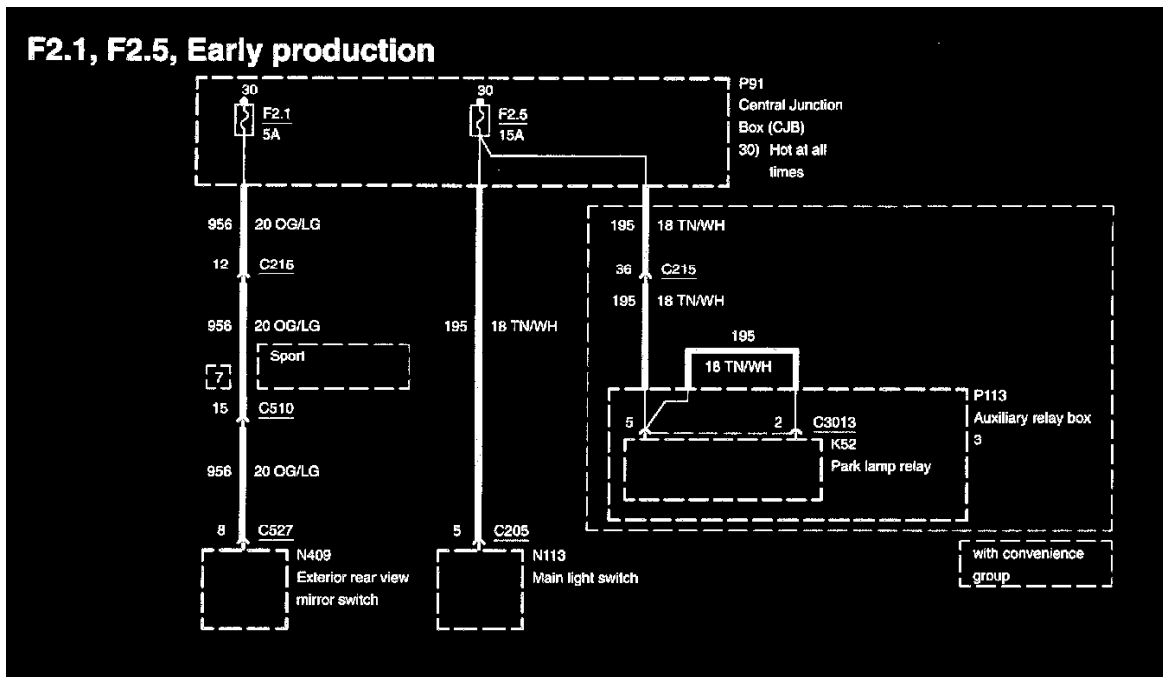 F2.1, F2.5, Early production
P91
Central Junction
Box (CJB)
30) Hot at all
times
30
F2.1
5A
30
F2.5
15A
956 20 OG/LG
12 C216
956 20 OG/LG
Sport
7
15 C510
956 20 OG/LG
8 C527
N409
Exterior rear view
mirror switch
195 18 TN/WH
5 C205
N113
Main light switch
195 18 TN/WH
36 C215
195 18 TN/WH
195
18 TN/WH
P113
Auxiliary relay box
3
5
2 C3013
K52
Park lamp relay
with convenience
group